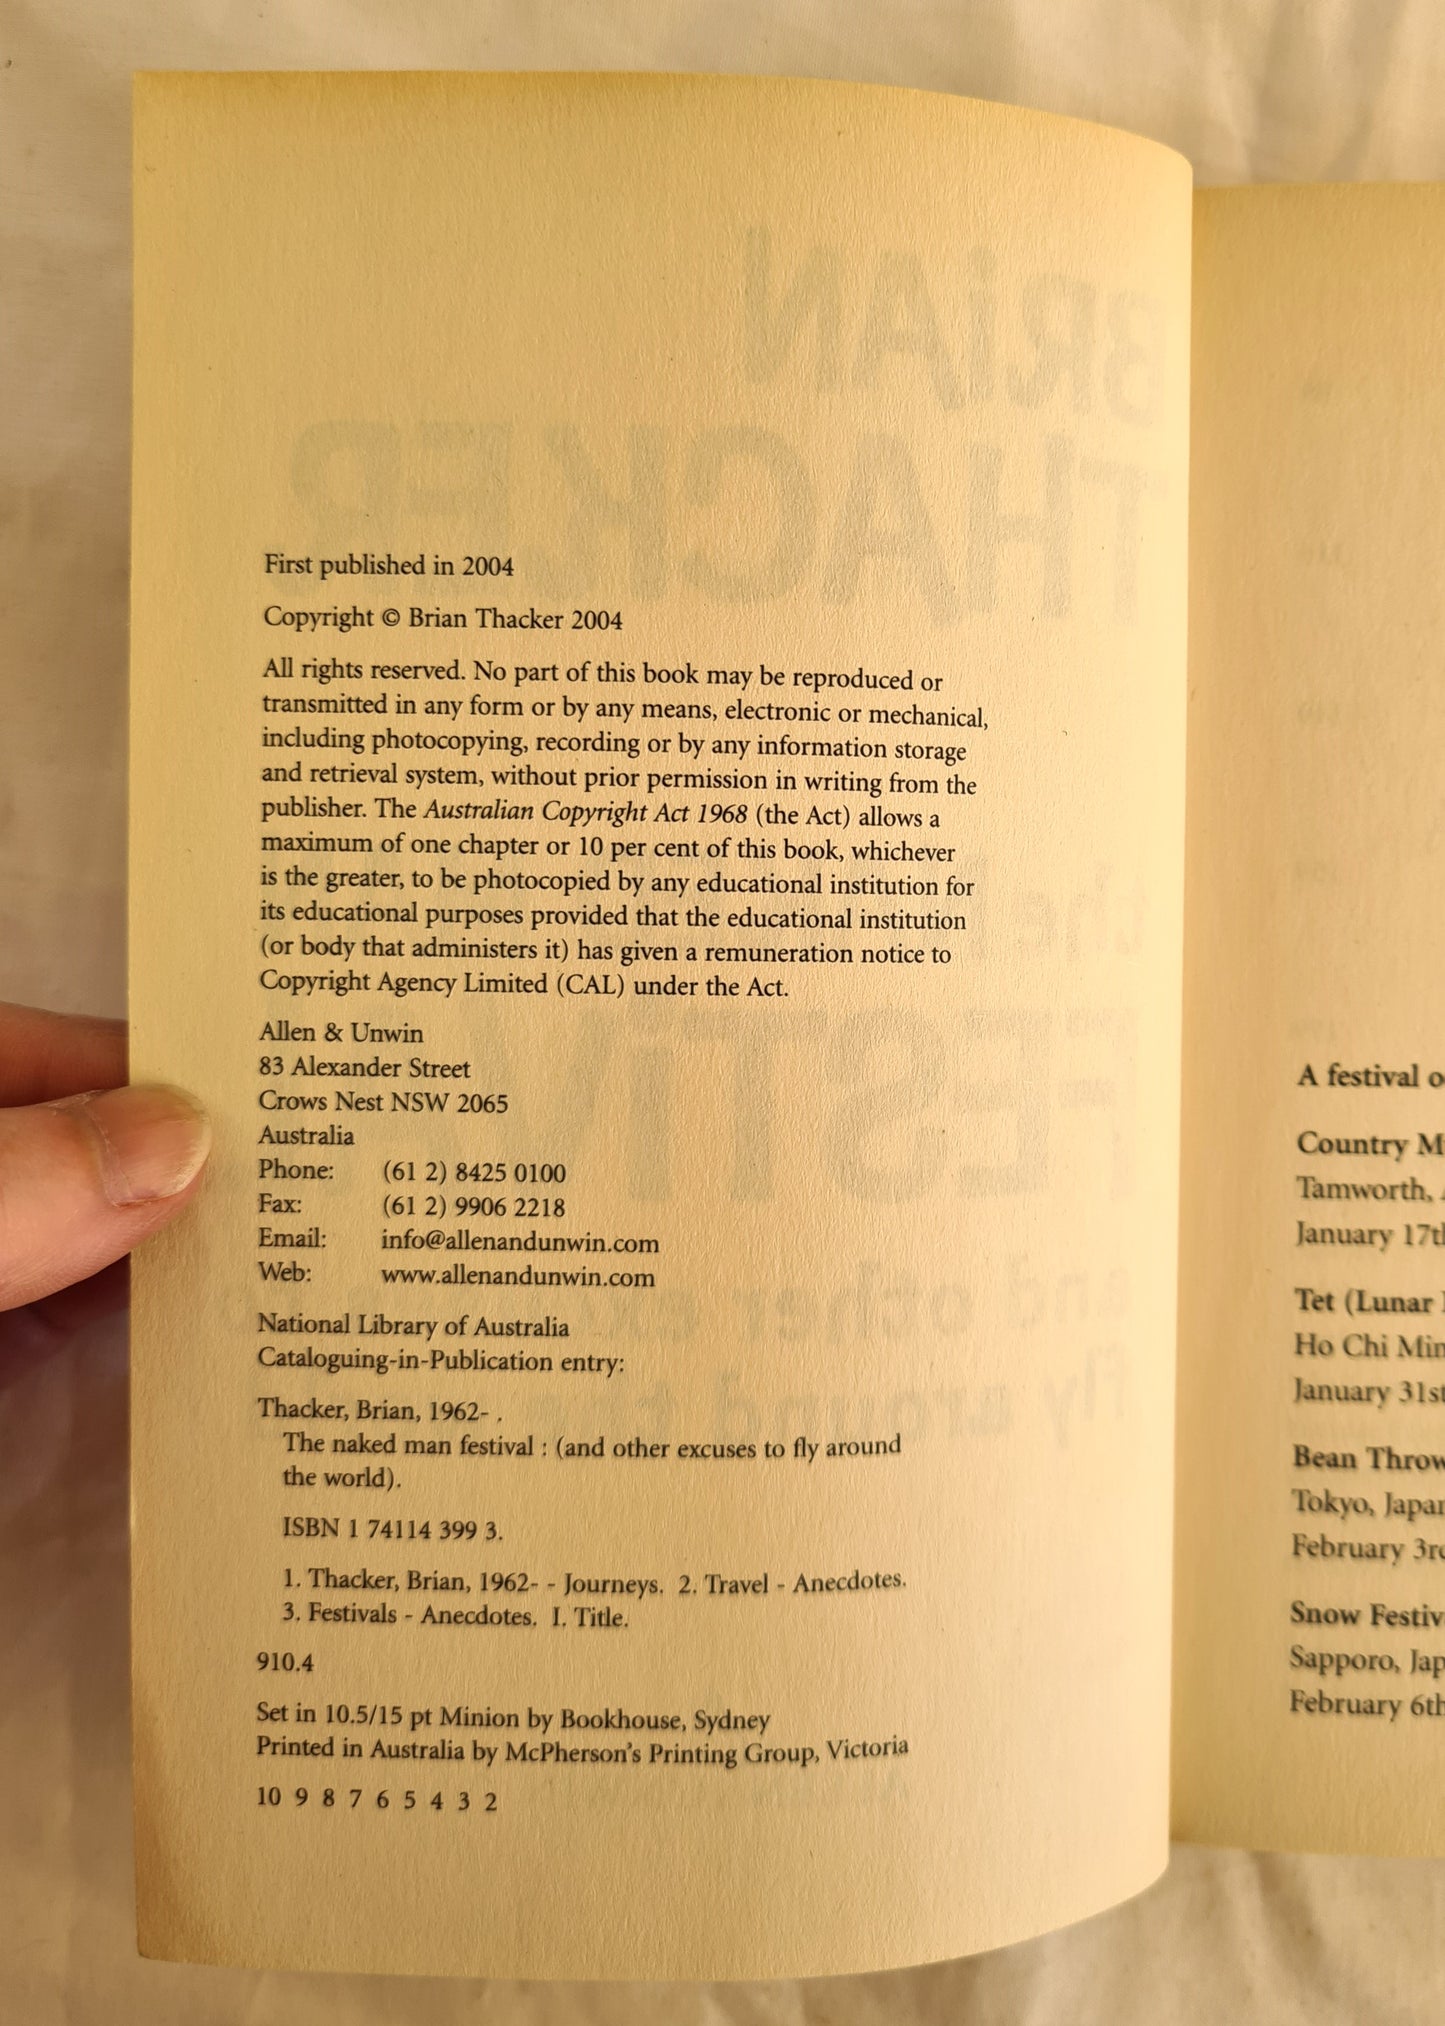 First published in 2004
Copyright © Brian Thacker 2004
All rights reserved. No part of this book may be reproduced or
transmitted in any form or by any means, electronic or mechanical,
including photocopying, recording or by any information storage
and retrieval system, without prior permission in writing from the
publisher. The Australian Copyright Act 1968 (the Act) allows a
maximum of one chapter or 10 per cent of this book, whichever
is the greater, to be photocopied by any educational institution for
its educational purposes provided that the educational institution
(or body that administers it) has given a remuneration notice to
Copyright Agency Limited (CAL) under the Act.
Allen & Unwin
83 Alexander Street
Crows Nest NSW 2065
Australia
Phone: (61 2) 8425 0100
Fax: (61 2) 9906 2218
Email: info@allenandunwin.com
Web: www.allenandunwin.com
National Library of Australia
Cataloguing-in-Publication entry:
Thacker, Brian, 1962- .
The naked man festival : (and other excuses to fly around
the world).
ISBN 1 74114 399 3.
1. Thacker, Brian, 1962- - Journeys. 2. Travel - Anecdotes.
3. Festivals - Anecdotes. I. Title.
910.4
Set in 10.5/15 pt Minion by Bookhouse, Sydney
Printed in Australia by McPherson's Printing Group, Victoria
10 9 8 7 6 5 4 3 2
A festival
Country
Tamworth,
January
Tet (Lunar
Ho Chi
January 31st
Bean
Tokyo,
February
Snow
Sapporo,
February